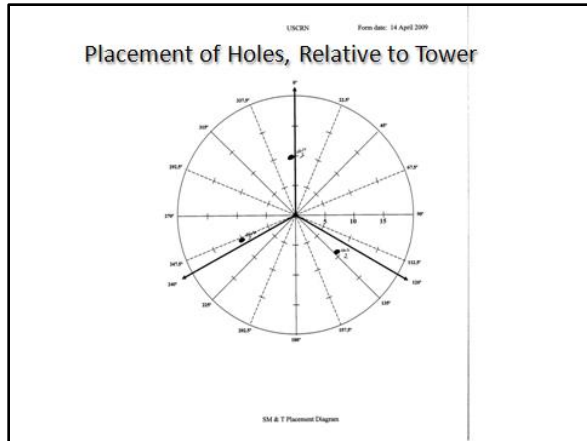 USCRN Form date: 14 April 2009
Placement of Holes, Relative to Tower
0°
337.5° 22.5°
315° 45°
292.5° 67.5°
270° 5 10 15 90°
247.5° 112.5°
240° 120°
225° 135°
202.5° 157.5°
180°
SM & T Placement Diagram